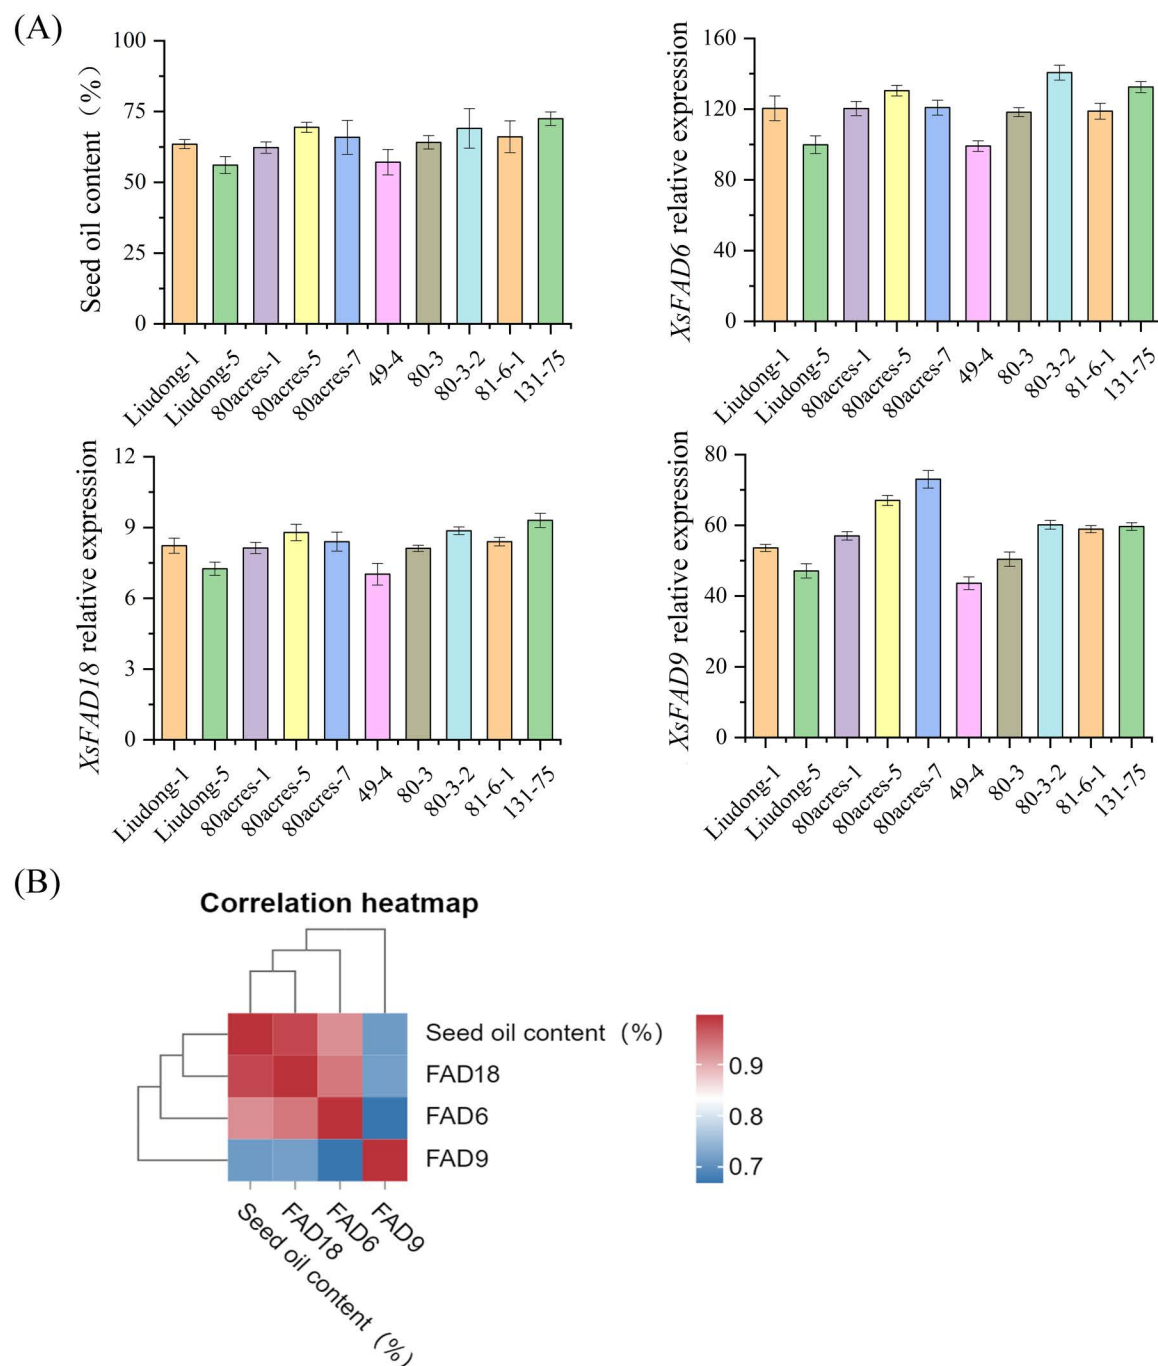 (A)
Seed oil content (%)
100
75
50
25
0
Liudong-1
Liudong-5
80acres-1
80acres-5
80acres-7
49-4
80-3
80-3-2
81-6-1
131-75
XsFAD6 relative expression
160
120
80
40
0
Liudong-1
Liudong-5
80acres-1
80acres-5
80acres-7
49-4
80-3
80-3-2
81-6-1
131-75
XsFAD18 relative expression
12
9
6
3
0
Liudong-1
Liudong-5
80acres-1
80acres-5
80acres-7
49-4
80-3
80-3-2
81-6-1
131-75
XsFAD9 relative expression
80
60
40
20
0
Liudong-1
Liudong-5
80acres-1
80acres-5
80acres-7
49-4
80-3
80-3-2
81-6-1
131-75
(B)
Correlation heatmap
Seed oil content (%)
FAD18
FAD6
FAD9
Seed oil content (%)
FAD18
FAD6
FAD9
0.9
0.8
0.7